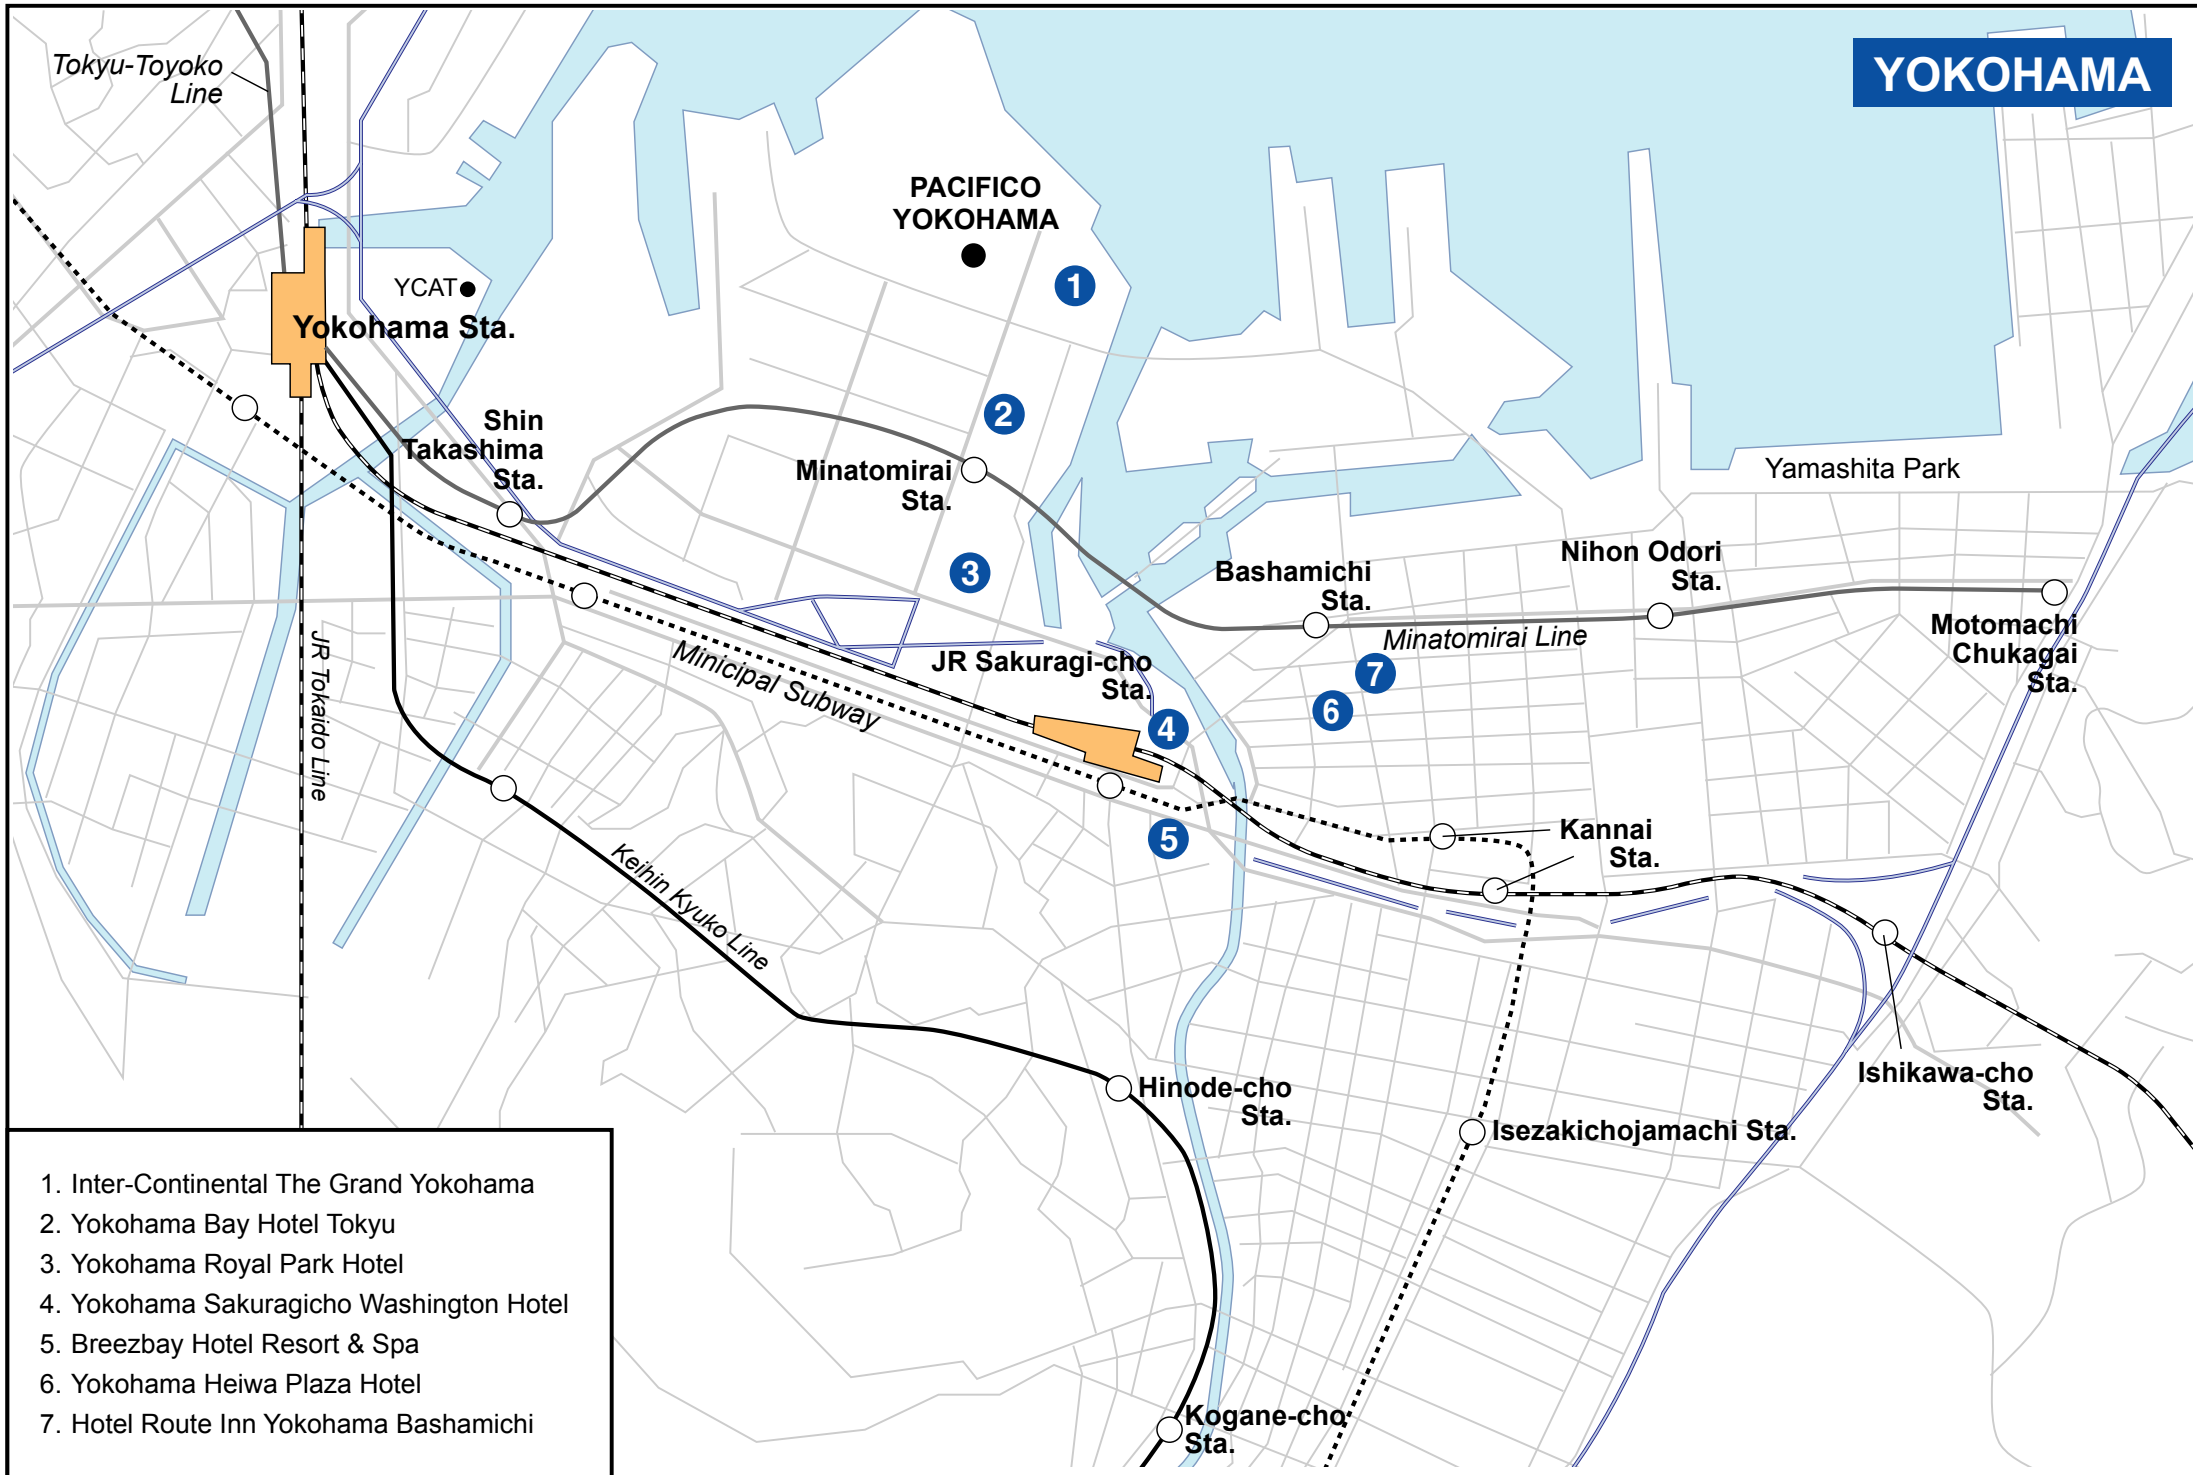 YOKOHAMA
Tokyu-Toyoko
Line
PACIFICO
YOKOHAMA
1
YCAT
Yokohama Sta.
2
Shin
Takashima
Sta.
Minatomirai
Sta.
Yamashita Park
3
Bashamichi
Sta.
Nihon Odori
Sta.
Minatomirai Line
Motomachi
Chukagai
Sta.
JR Tokaido Line
Minicipal Subway
JR Sakuragi-cho
Sta.
7
6
4
5
Kannai
Sta.
Keihin Kyuko Line
Hinode-cho
Sta.
Isezakichojamachi Sta.
Ishikawa-cho
Sta.
Kogane-cho
Sta.
1. Inter-Continental The Grand Yokohama
2. Yokohama Bay Hotel Tokyu
3. Yokohama Royal Park Hotel
4. Yokohama Sakuragicho Washington Hotel
5. Breezbay Hotel Resort & Spa
6. Yokohama Heiwa Plaza Hotel
7. Hotel Route Inn Yokohama Bashamichi